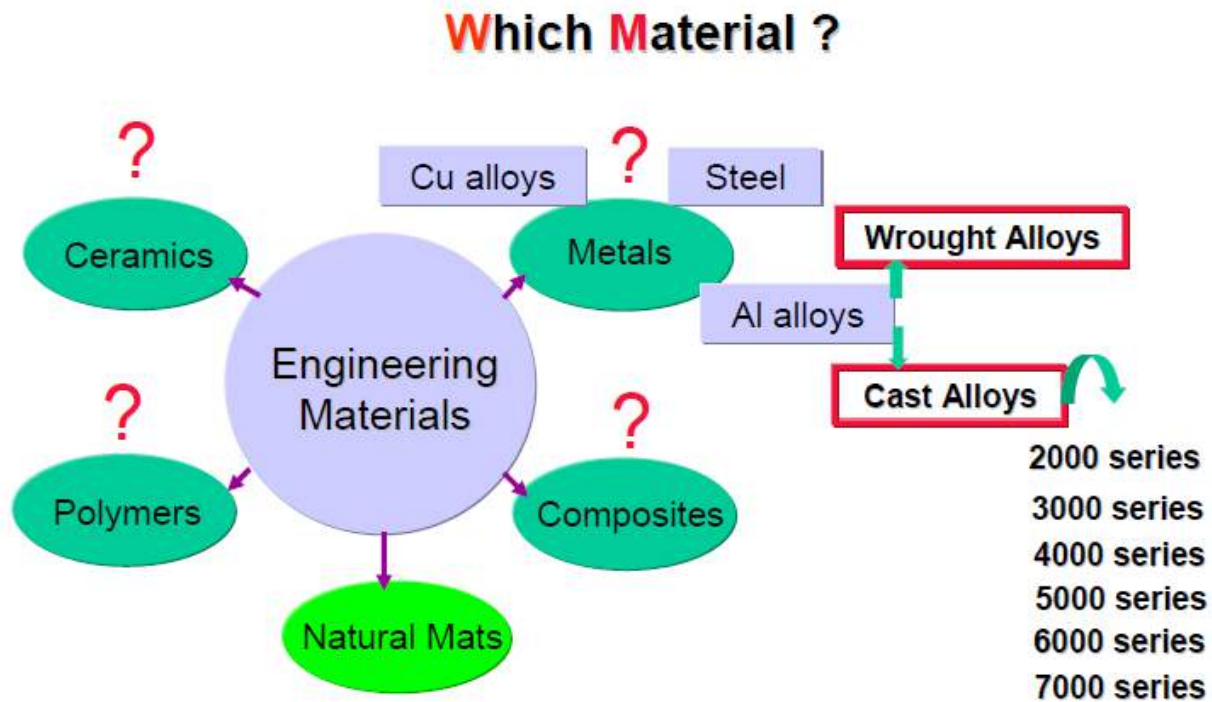 Which Material ?
?
?
Cu alloys
Steel
Ceramics
Metals
Wrought Alloys
Al alloys
Engineering
Materials
?
?
Cast Alloys
2000 series
Polymers
Composites
3000 series
4000 series
5000 series
Natural Mats
6000 series
7000 series